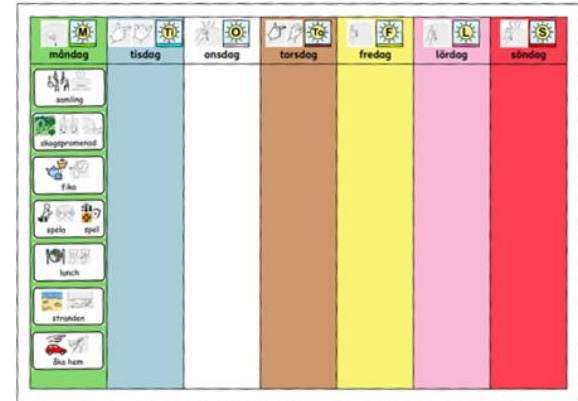 M Ti O To F L S
måndag tisdag onsdag torsdag fredag lördag söndag
samling
skogspromenad
fika
spela spel
lunch
stranden
åka hem